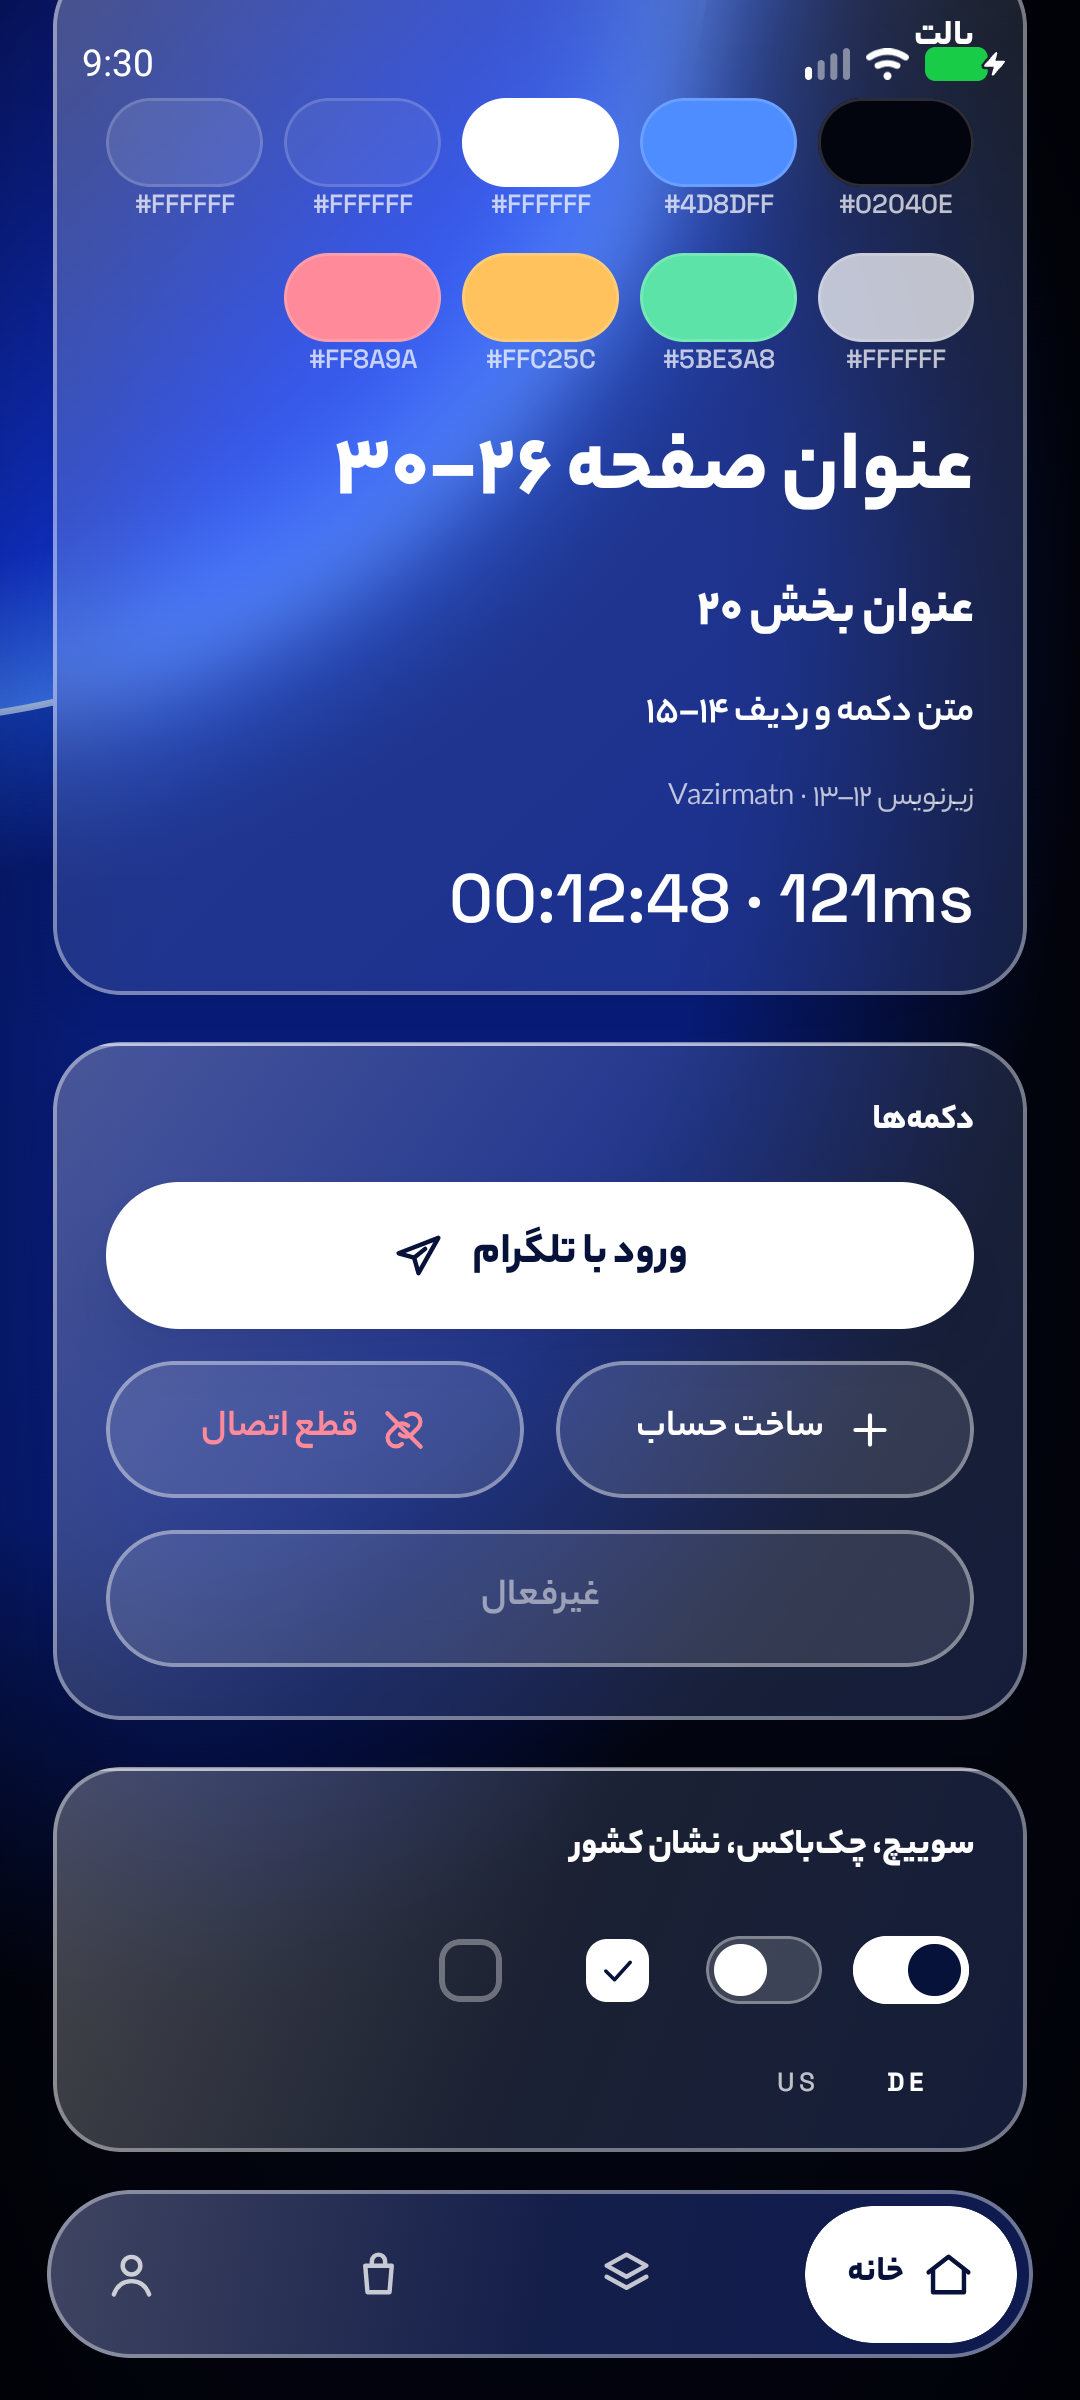 پالت
9:30
#02040E #4D8DFF #FFFFFF #FFFFFF #FFFFFF
#FFFFFF #5BE3A8 #FFC25C #FF8A9A
عنوان صفحه ۲۶–۳۰
عنوان بخش ۲۰
متن دکمه و ردیف ۱۴–۱۵
زیرنویس ۱۲–۱۳ · Vazirmatn
00:12:48 · 121ms
دکمه‌ها
ورود با تلگرام
ساخت حساب
قطع اتصال
غیرفعال
سوییچ، چک‌باکس، نشان کشور
DE US
خانه